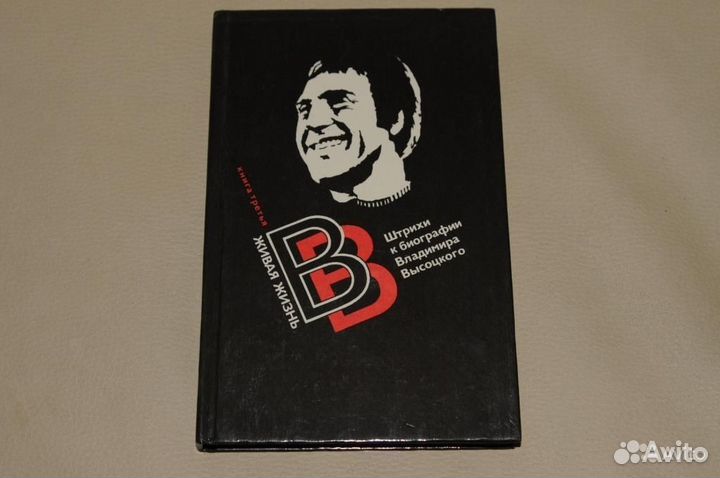 книга третья
живая жизнь
ВВ
Штрихи
к биографии
Владимира
Высоцкого
Avito